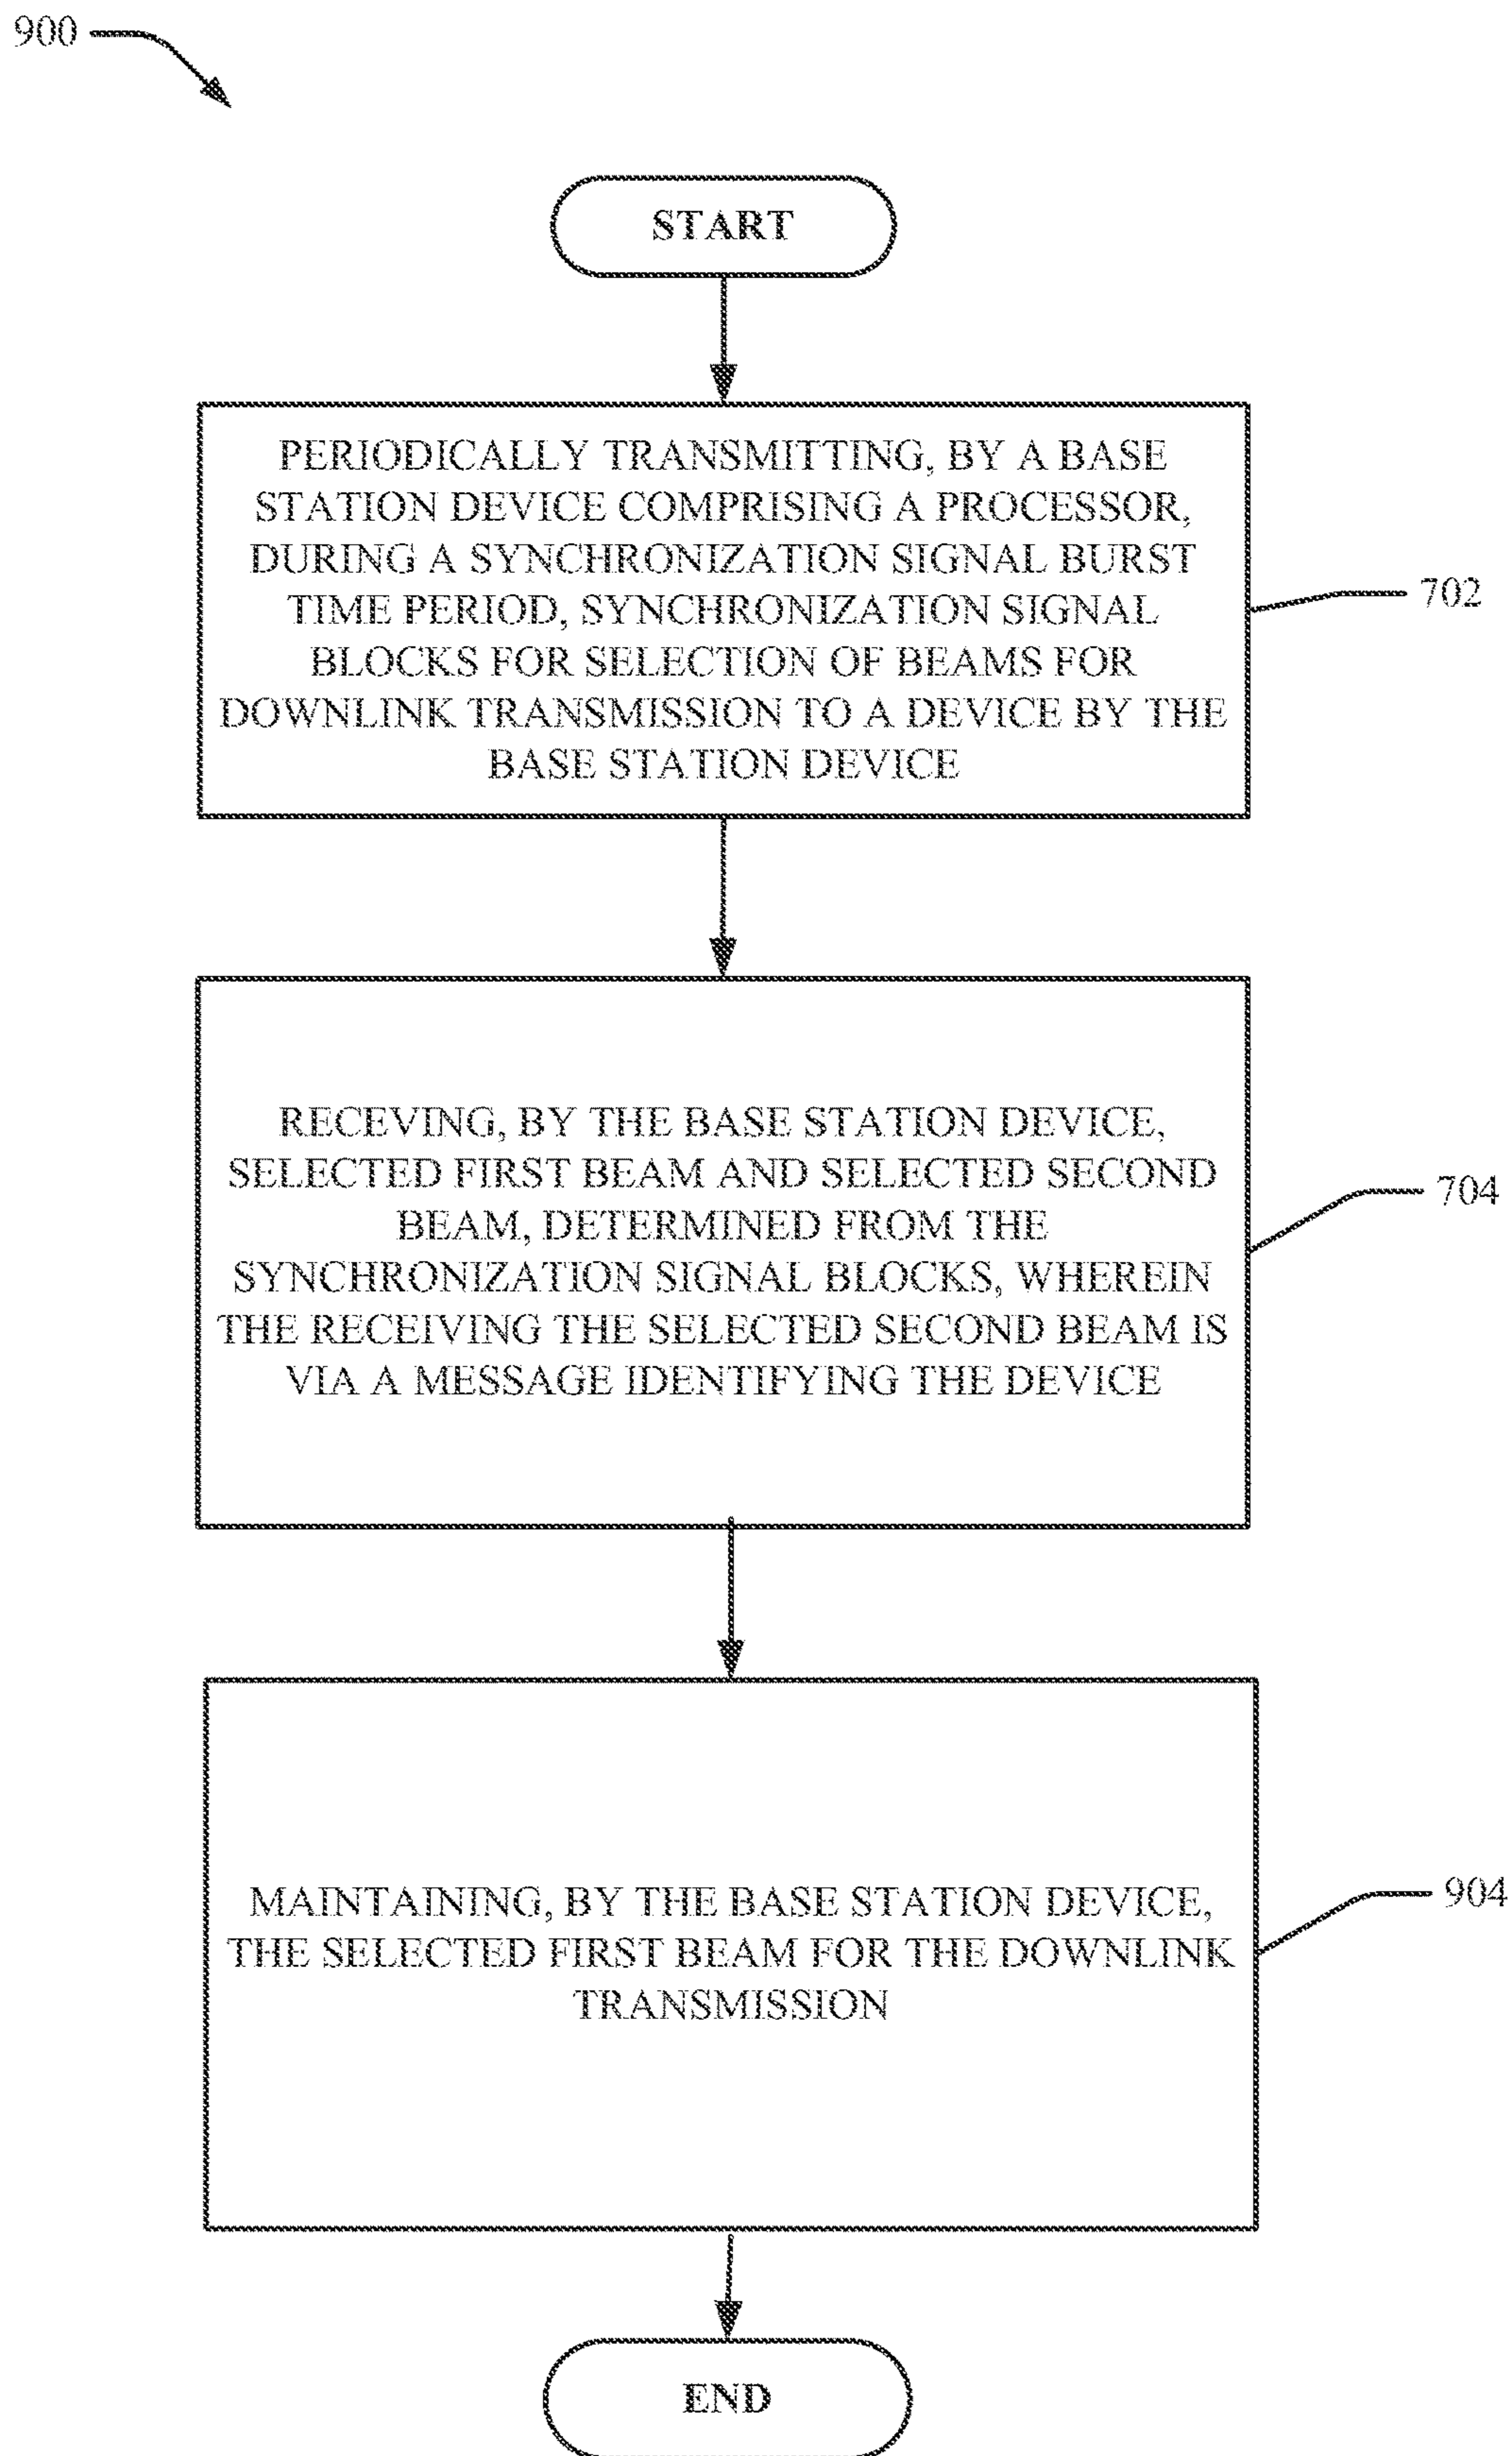 900
START
PERIODICALLY TRANSMITTING, BY A BASE
STATION DEVICE COMPRISING A PROCESSOR,
DURING A SYNCHRONIZATION SIGNAL BURST
TIME PERIOD, SYNCHRONIZATION SIGNAL
BLOCKS FOR SELECTION OF BEAMS FOR
DOWNLINK TRANSMISSION TO A DEVICE BY THE
BASE STATION DEVICE
702
RECEVING, BY THE BASE STATION DEVICE,
SELECTED FIRST BEAM AND SELECTED SECOND
BEAM, DETERMINED FROM THE
SYNCHRONIZATION SIGNAL BLOCKS, WHEREIN
THE RECEIVING THE SELECTED SECOND BEAM IS
VIA A MESSAGE IDENTIFYING THE DEVICE
704
MAINTAINING, BY THE BASE STATION DEVICE,
THE SELECTED FIRST BEAM FOR THE DOWNLINK
TRANSMISSION
904
END